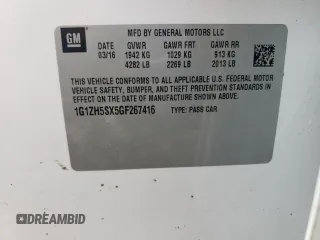 GM
MFD BY GENERAL MOTORS LLC
DATE GVWR GAWR FRT GAWR RR
03/16 1942 KG 1029 KG 913 KG
4282 LB 2269 LB 2013 LB
THIS VEHICLE CONFORMS TO ALL APPLICABLE U.S. FEDERAL MOTOR
VEHICLE SAFETY, BUMPER, AND THEFT PREVENTION STANDARDS IN
EFFECT ON THE DATE OF MANUFACTURE SHOWN ABOVE.
1G1ZH5SX5GF267416 TYPE: PASS CAR
DREAMBID